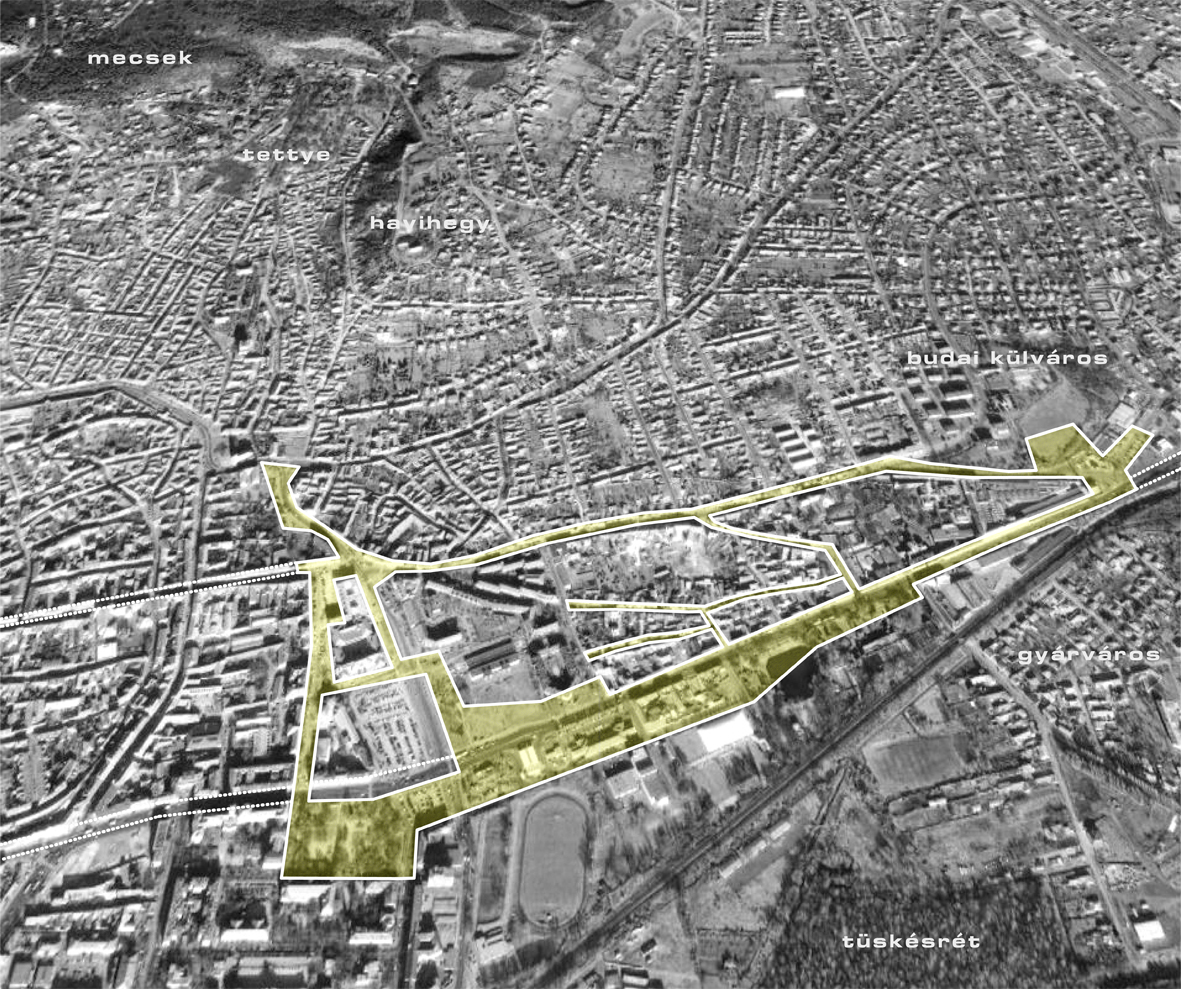 mecsek
tettye
havihegy
budai külváros
gyárváros
tüskésrét